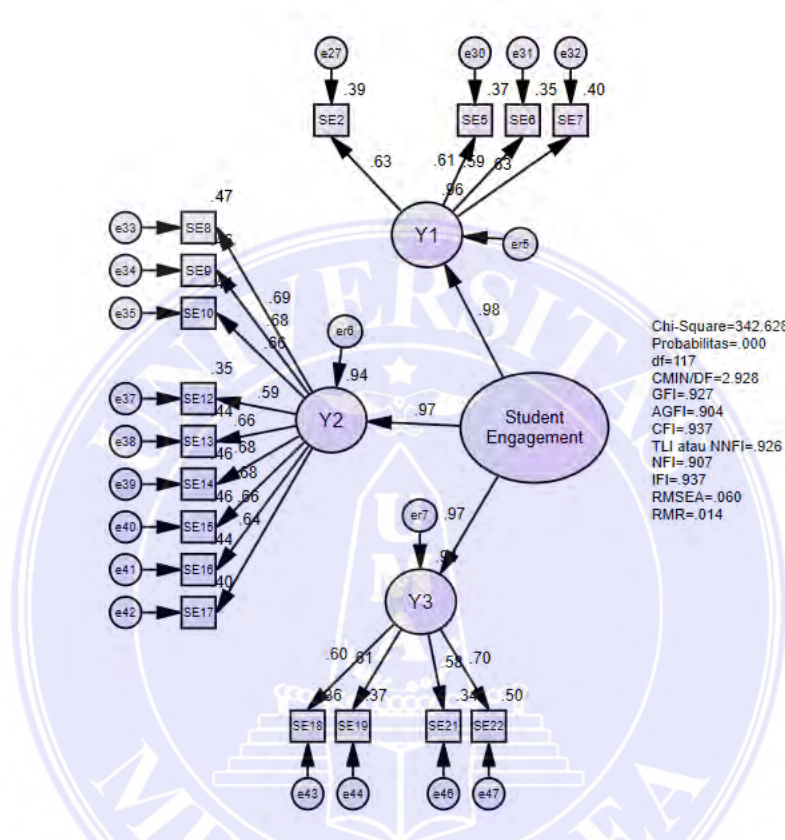 e27
e30
e31
e32
.39
.37
.35
.40
SE2
SE5
SE6
SE7
.63
.61
.59
.63
.96
Y1
er5
.98
.47
e33
SE8
e34
SE9
e35
SE10
.69
.68
.66
er6
.94
.35
e37
SE12
.59
.44
e38
SE13
.66
.46
e39
SE14
.68
.46
e40
SE15
.68
.66
.44
e41
SE16
.64
.40
e42
SE17
Y2
.97
Student
Engagement
Chi-Square=342.628
Probabilitas=.000
df=117
CMIN/DF=2.928
GFI=.927
AGFI=.904
CFI=.937
TLI atau NNFI=.926
NFI=.907
IFI=.937
RMSEA=.060
RMR=.014
er7
.97
Y3
.60
.61
.58
.70
.36
.37
.34
.50
SE18
SE19
SE21
SE22
e43
e44
e46
e47